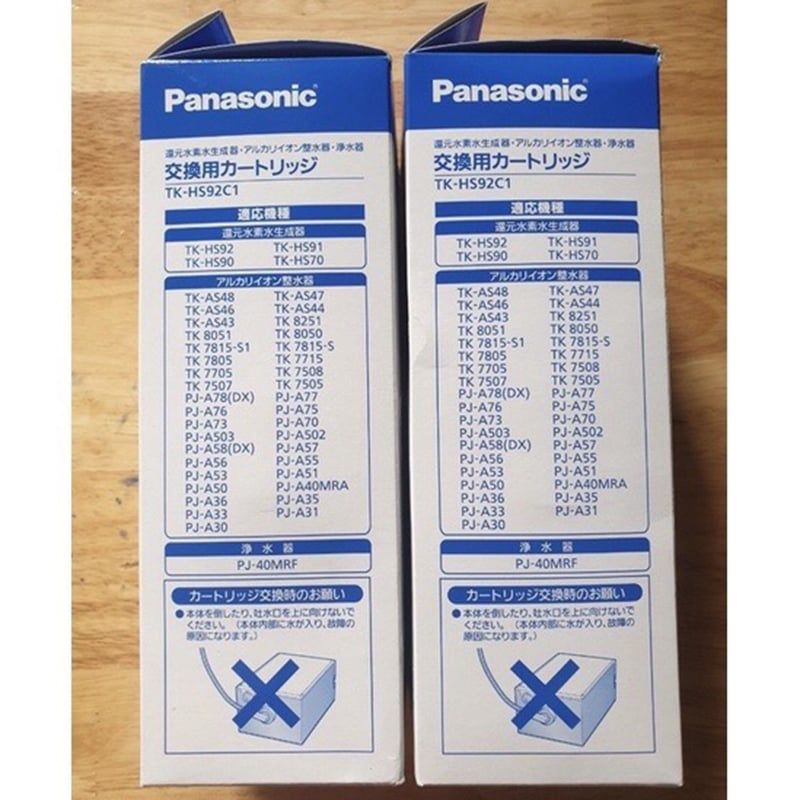 Panasonic
還元水素水生成器・アルカリイオン整水器・浄水器
交換用カートリッジ
TK-HS92C1
適応機種
還元水素水生成器
TK-HS92 TK-HS91
TK-HS90 TK-HS70
アルカリイオン整水器
TK-AS48 TK-AS47
TK-AS46 TK-AS44
TK-AS43 TK 8251
TK 8051 TK 8050
TK 7815-S1 TK 7815-S
TK 7805 TK 7715
TK 7705 TK 7508
TK 7507 TK 7505
PJ-A78(DX) PJ-A77
PJ-A76 PJ-A75
PJ-A73 PJ-A70
PJ-A503 PJ-A502
PJ-A58(DX) PJ-A57
PJ-A56 PJ-A55
PJ-A53 PJ-A51
PJ-A50 PJ-A40MRA
PJ-A36 PJ-A35
PJ-A33 PJ-A31
PJ-A30
浄水器
PJ-40MRF
カートリッジ交換時のお願い
●本体を倒したり、吐水口を上に向けないで
ください。（本体内部に水が入り、故障の
原因になります。）
Panasonic
還元水素水生成器・アルカリイオン整水器・浄水器
交換用カートリッジ
TK-HS92C1
適応機種
還元水素水生成器
TK-HS92 TK-HS91
TK-HS90 TK-HS70
アルカリイオン整水器
TK-AS48 TK-AS47
TK-AS46 TK-AS44
TK-AS43 TK 8251
TK 8051 TK 8050
TK 7815-S1 TK 7815-S
TK 7805 TK 7715
TK 7705 TK 7508
TK 7507 TK 7505
PJ-A78(DX) PJ-A77
PJ-A76 PJ-A75
PJ-A73 PJ-A70
PJ-A503 PJ-A502
PJ-A58(DX) PJ-A57
PJ-A56 PJ-A55
PJ-A53 PJ-A51
PJ-A50 PJ-A40MRA
PJ-A36 PJ-A35
PJ-A33 PJ-A31
PJ-A30
浄水器
PJ-40MRF
カートリッジ交換時のお願い
●本体を倒したり、吐水口を上に向けないで
ください。（本体内部に水が入り、故障の
原因になります。）